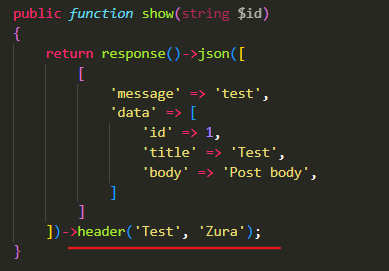 public function show(string $id)
{
    return response()->json([
        [
            'message' => 'test',
            'data' => [
                'id' => 1,
                'title' => 'Test',
                'body' => 'Post body',
            ]
        ]
    ])->header('Test', 'Zura');
}